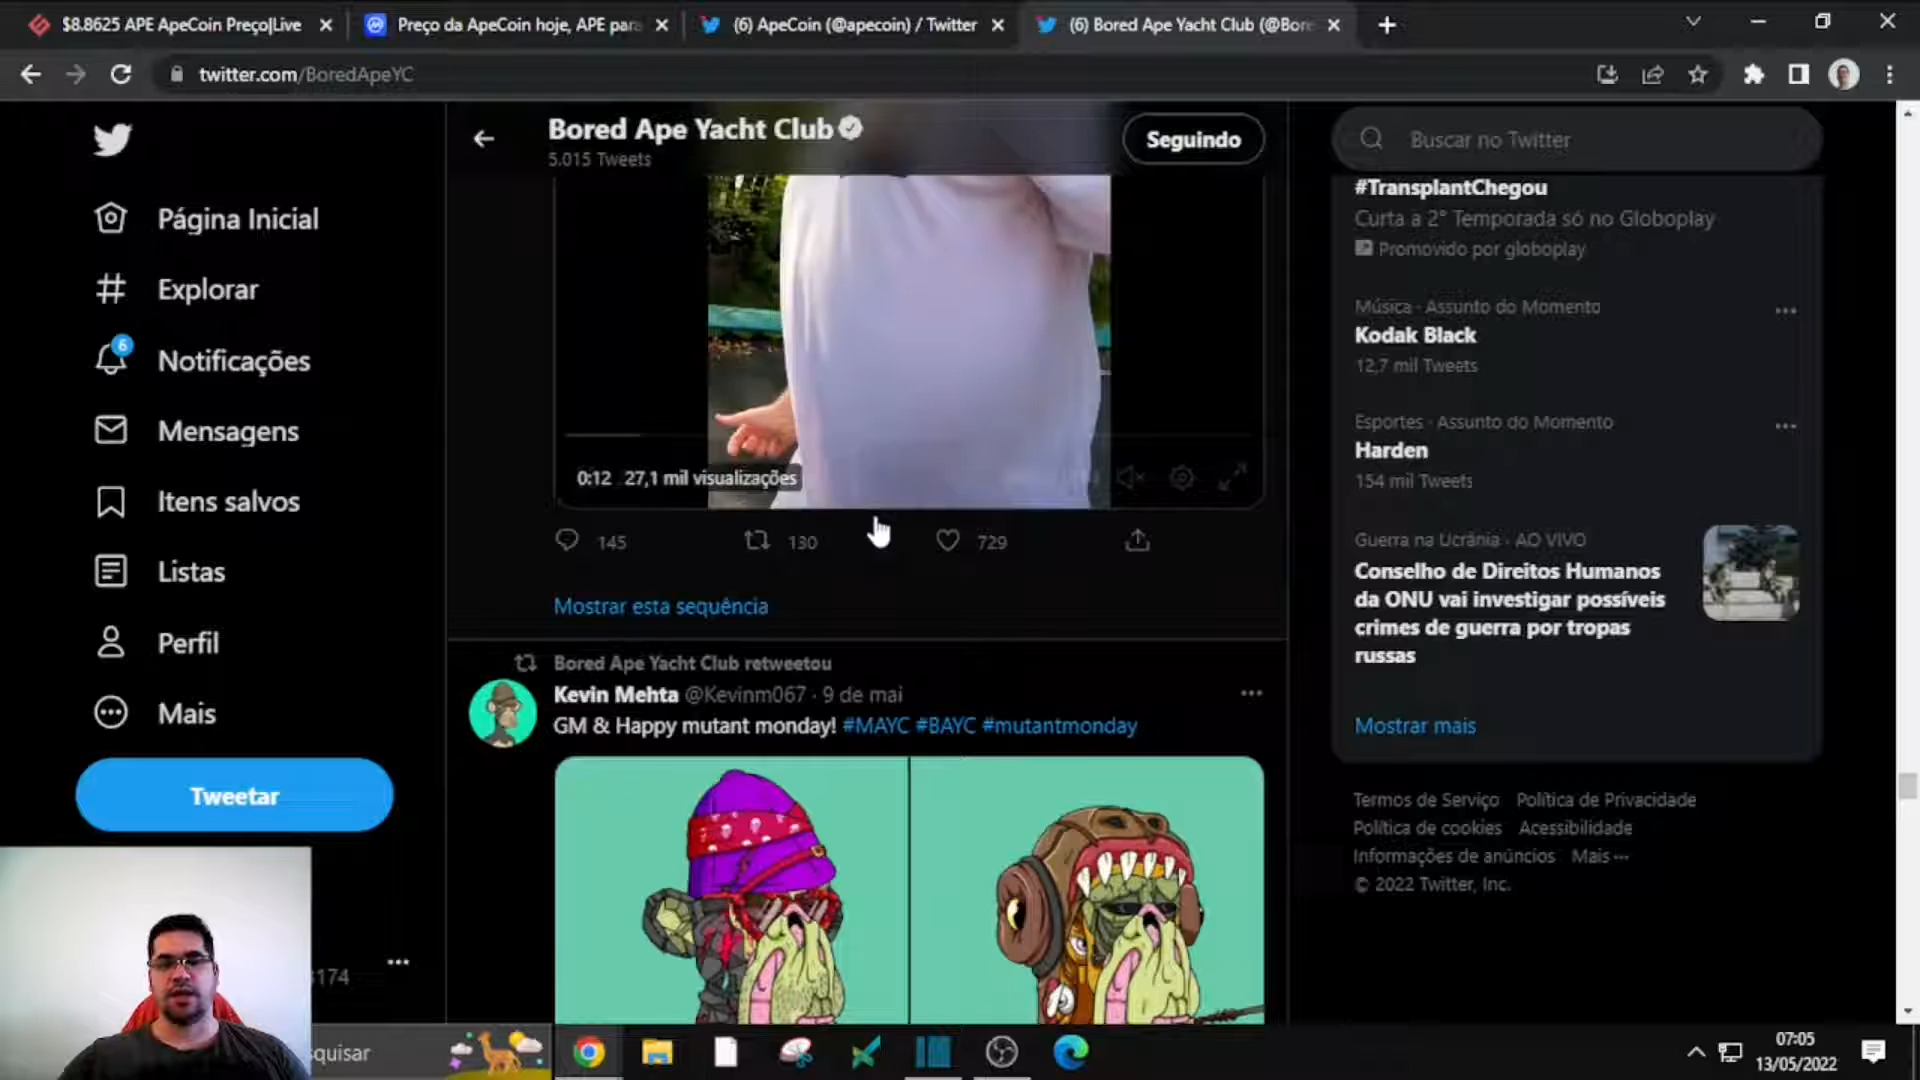 $8.8625 APE ApeCoin Preço|Live
Preço da ApeCoin hoje, APE para
(6) ApeCoin (@apecoin) / Twitter
(6) Bored Ape Yacht Club (@Bore
twitter.com/BoredApeYC
Bored Ape Yacht Club
5.015 Tweets
Seguindo
Buscar no Twitter
Página Inicial
Explorar
6
Notificações
Mensagens
Itens salvos
Listas
Perfil
Mais
Tweetar
174
0:12 27,1 mil visualizações
145
130
729
Mostrar esta sequência
Bored Ape Yacht Club retweetou
Kevin Mehta @Kevinm067 · 9 de mai
GM & Happy mutant monday! #MAYC #BAYC #mutantmonday
#TransplantChegou
Curta a 2° Temporada só no Globoplay
Promovido por globoplay
Música · Assunto do Momento
Kodak Black
12,7 mil Tweets
Esportes · Assunto do Momento
Harden
154 mil Tweets
Guerra na Ucrânia · AO VIVO
Conselho de Direitos Humanos
da ONU vai investigar possíveis
crimes de guerra por tropas
russas
Mostrar mais
Termos de Serviço Política de Privacidade
Política de cookies Acessibilidade
Informações de anúncios Mais ···
© 2022 Twitter, Inc.
squisar
07:05
13/05/2022